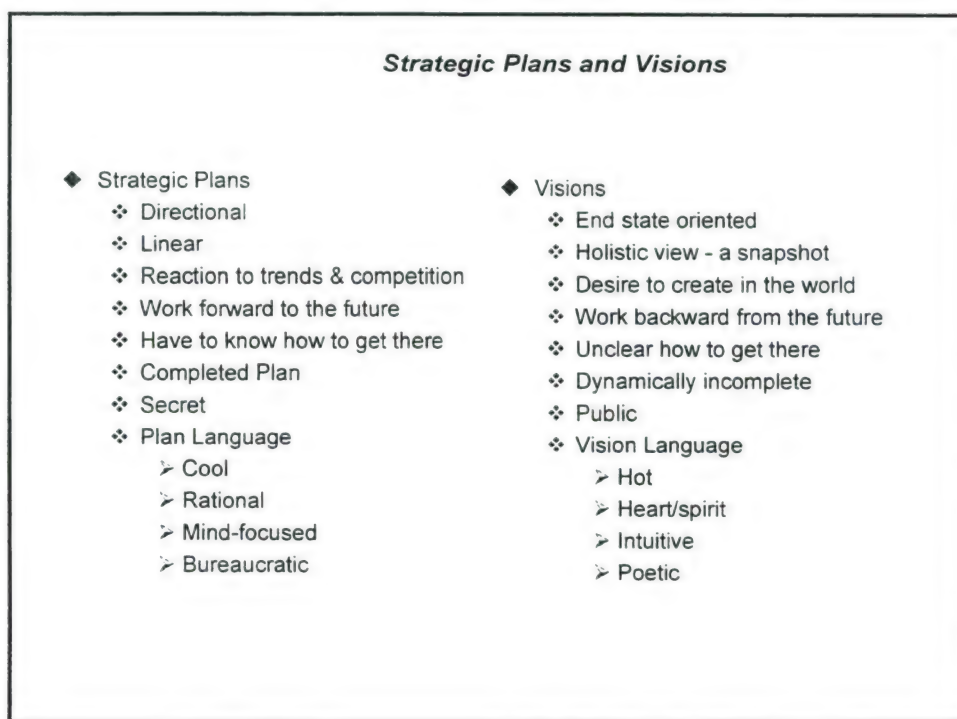 Strategic Plans and Visions
◆ Strategic Plans
❖ Directional
❖ Linear
❖ Reaction to trends & competition
❖ Work forward to the future
❖ Have to know how to get there
❖ Completed Plan
❖ Secret
❖ Plan Language
➢ Cool
➢ Rational
➢ Mind-focused
➢ Bureaucratic
◆ Visions
❖ End state oriented
❖ Holistic view - a snapshot
❖ Desire to create in the world
❖ Work backward from the future
❖ Unclear how to get there
❖ Dynamically incomplete
❖ Public
❖ Vision Language
➢ Hot
➢ Heart/spirit
➢ Intuitive
➢ Poetic